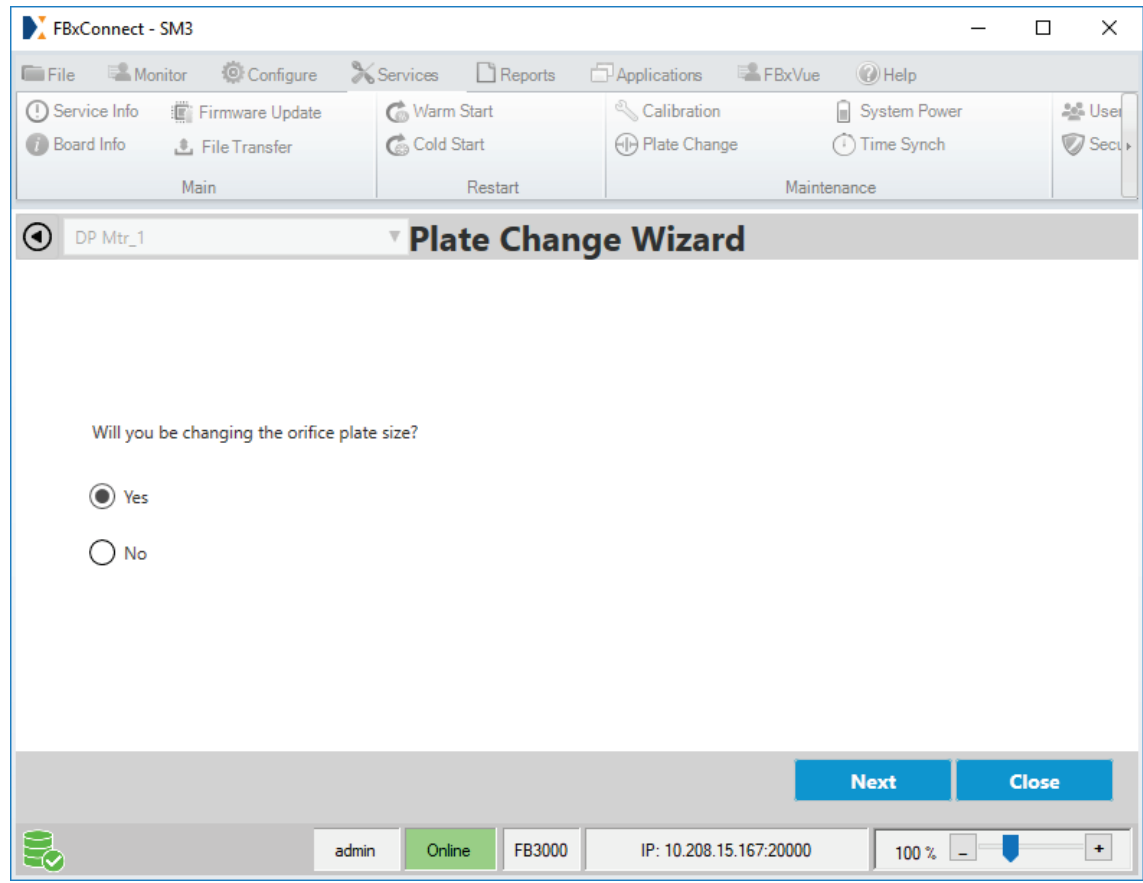 FBxConnect - SM3
File Monitor Configure Services Reports Applications FBxVue Help
Service Info Firmware Update Warm Start Calibration System Power User
Board Info File Transfer Cold Start Plate Change Time Synch Secu
Main Restart Maintenance
DP Mtr_1 Plate Change Wizard
Will you be changing the orifice plate size?
Yes
No
Next Close
admin Online FB3000 IP: 10.208.15.167:20000 100 % - +